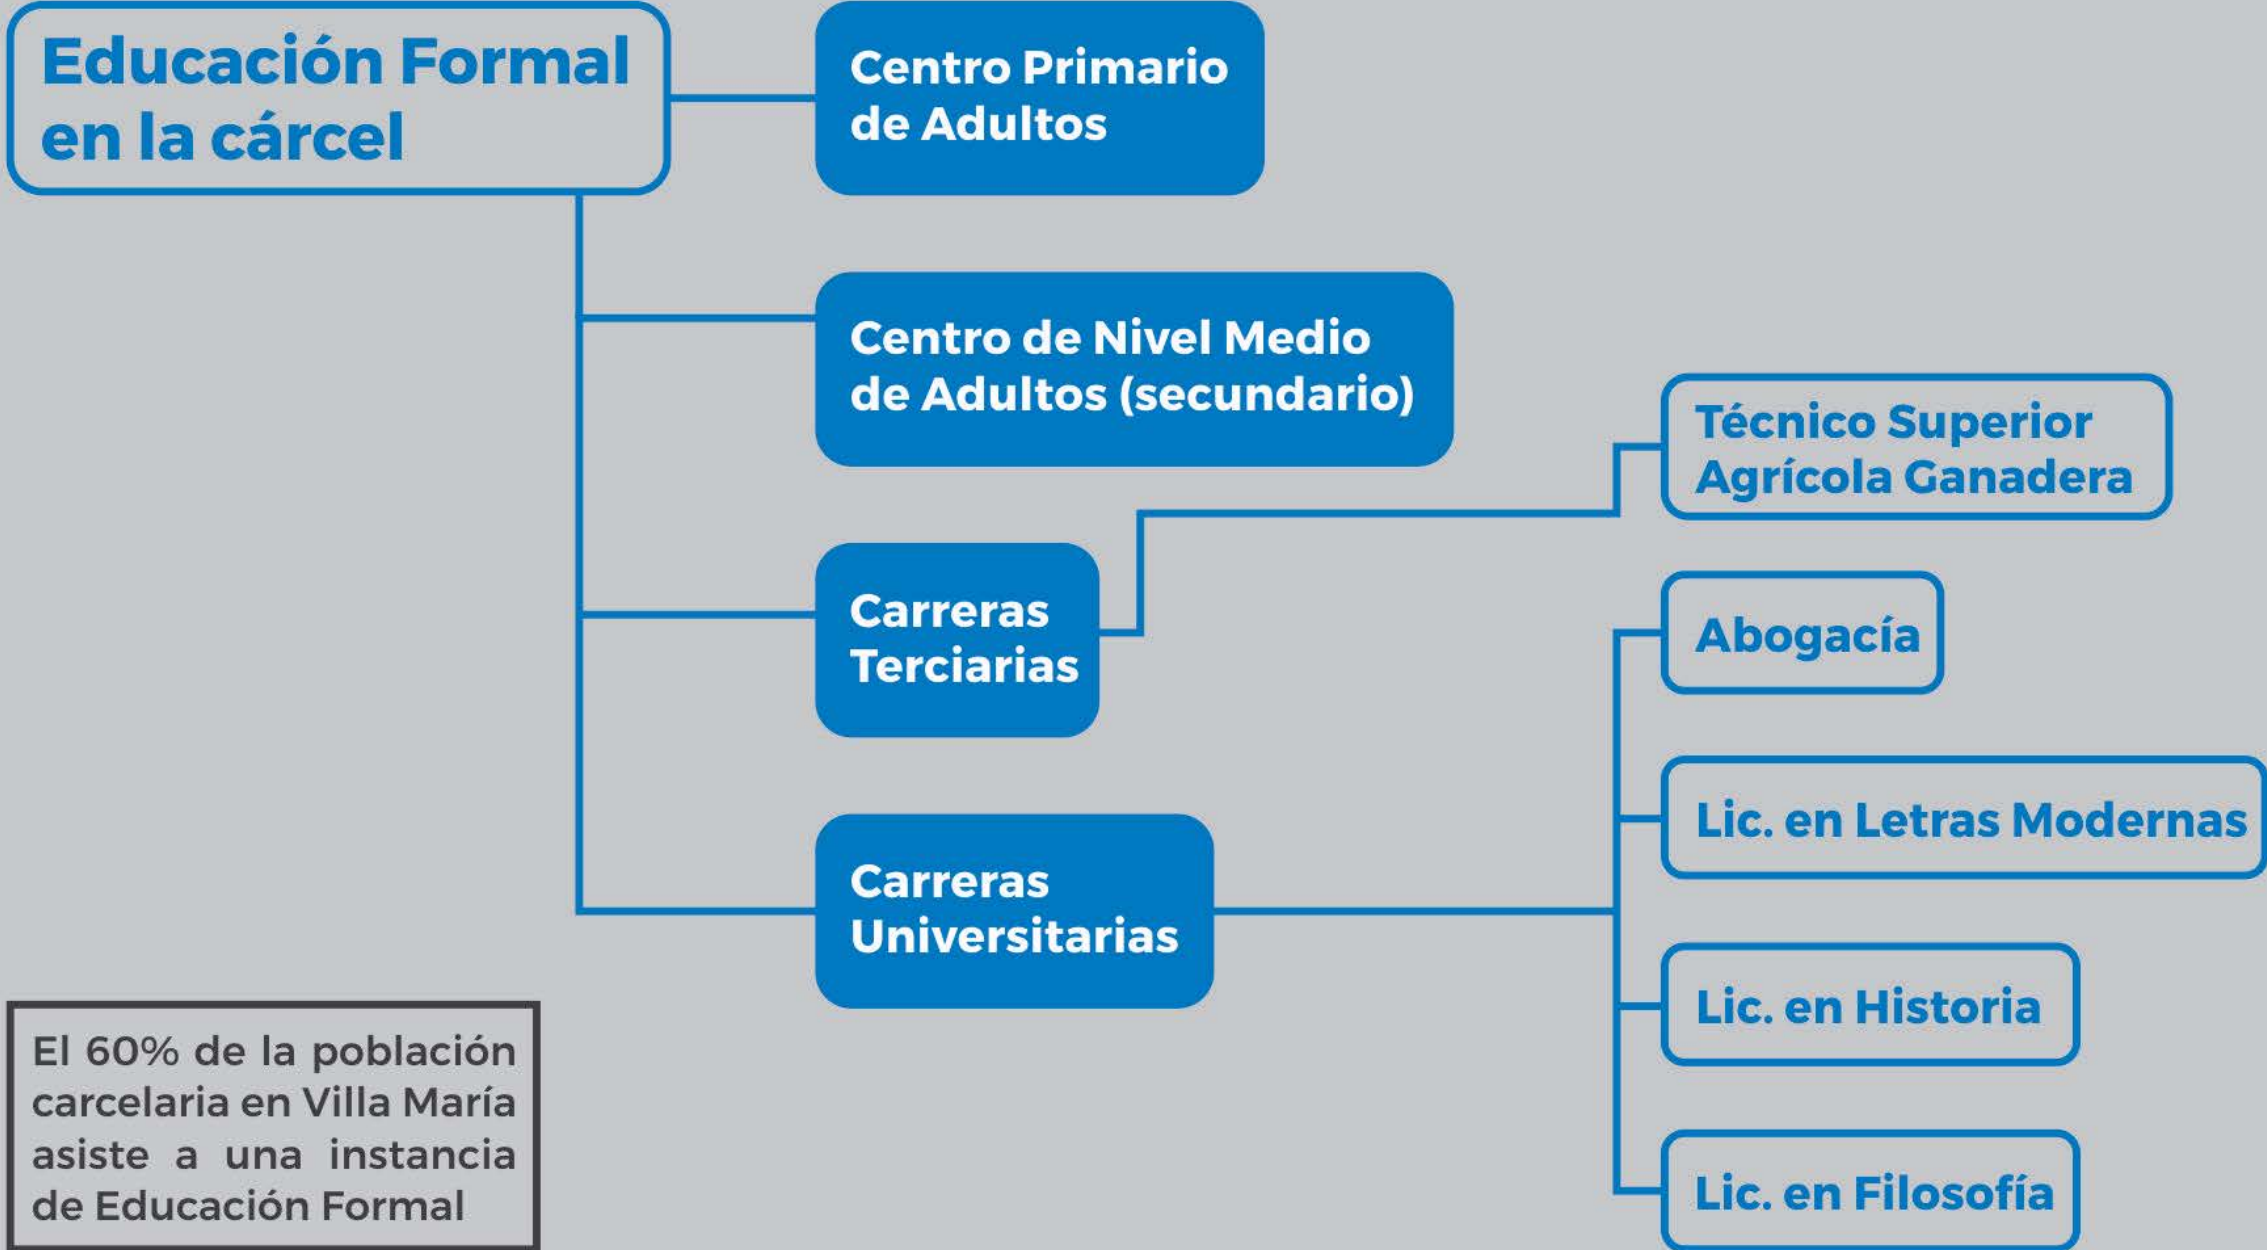 Educación Formal
en la cárcel
Centro Primario
de Adultos
Centro de Nivel Medio
de Adultos (secundario)
Carreras
Terciarias
Técnico Superior
Agrícola Ganadera
Carreras
Universitarias
Abogacía
Lic. en Letras Modernas
Lic. en Historia
Lic. en Filosofía
El 60% de la población
carcelaria en Villa María
asiste a una instancia
de Educación Formal